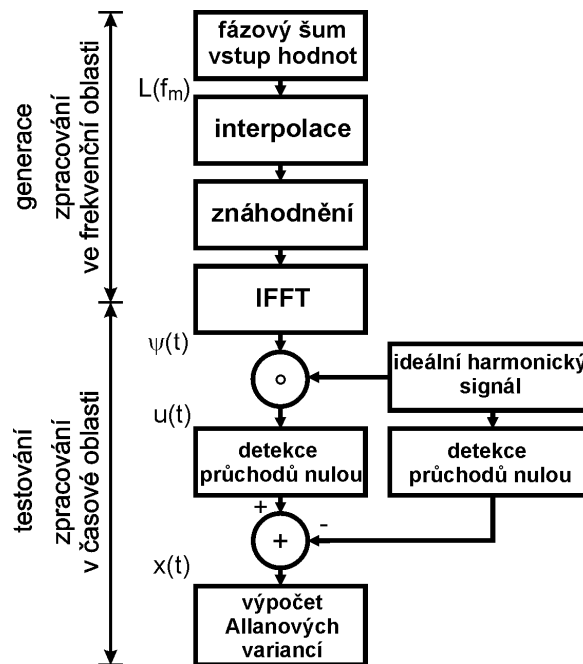 fázový šum
vstup hodnot
L(fm)
interpolace
znáhodnění
IFFT
generace
zpracování
ve frekvenční oblasti
ψ(t)
ideální harmonický
signál
u(t)
detekce
průchodů nulou
detekce
průchodů nulou
+
-
+
x(t)
výpočet
Allanových
variancí
testování
zpracování
v časové oblasti